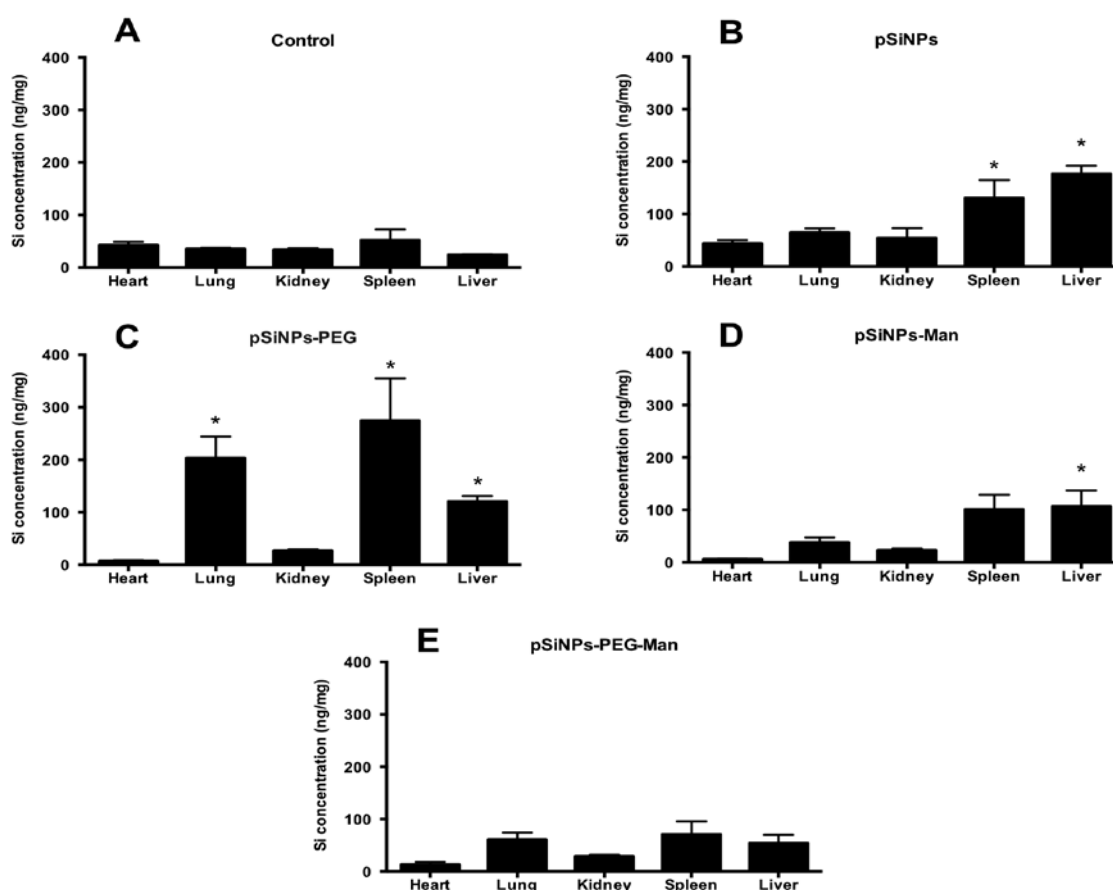 A
Control
Si concentration (ng/mg)
400
300
200
100
0
Heart Lung Kidney Spleen Liver
B
pSiNPs
Si concentration (ng/mg)
400
300
200
100
0
* *
Heart Lung Kidney Spleen Liver
C
pSiNPs-PEG
Si concentration (ng/mg)
400
300
200
100
0
* * *
Heart Lung Kidney Spleen Liver
D
pSiNPs-Man
Si concentration (ng/mg)
400
300
200
100
0
*
Heart Lung Kidney Spleen Liver
E
pSiNPs-PEG-Man
Si concentration (ng/mg)
400
300
200
100
0
Heart Lung Kidney Spleen Liver